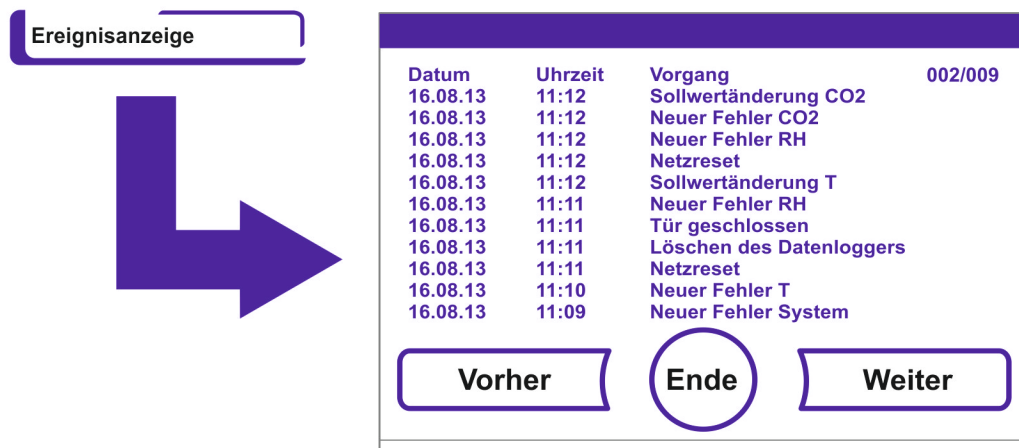 Ereignisanzeige
Datum Uhrzeit Vorgang 002/009
16.08.13 11:12 Sollwertänderung CO2
16.08.13 11:12 Neuer Fehler CO2
16.08.13 11:12 Neuer Fehler RH
16.08.13 11:12 Netzreset
16.08.13 11:12 Sollwertänderung T
16.08.13 11:11 Neuer Fehler RH
16.08.13 11:11 Tür geschlossen
16.08.13 11:11 Löschen des Datenloggers
16.08.13 11:11 Netzreset
16.08.13 11:10 Neuer Fehler T
16.08.13 11:09 Neuer Fehler System
Vorher Ende Weiter